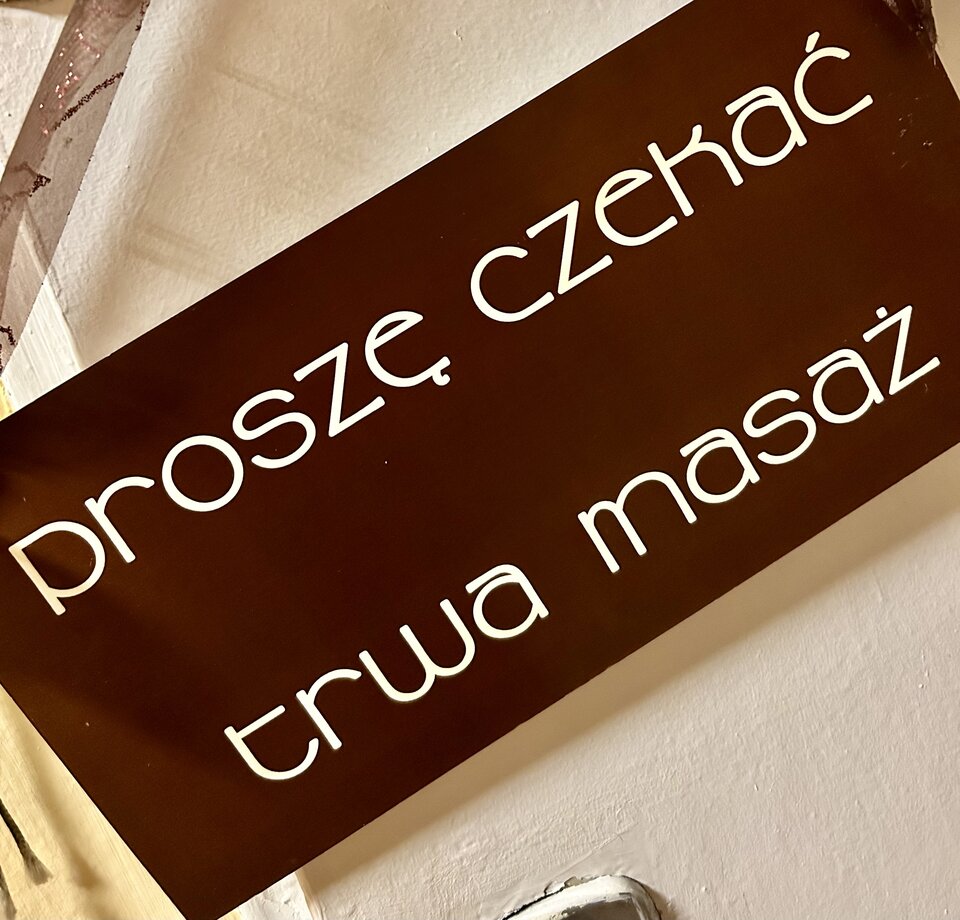 proszę czekać
trwa masaż